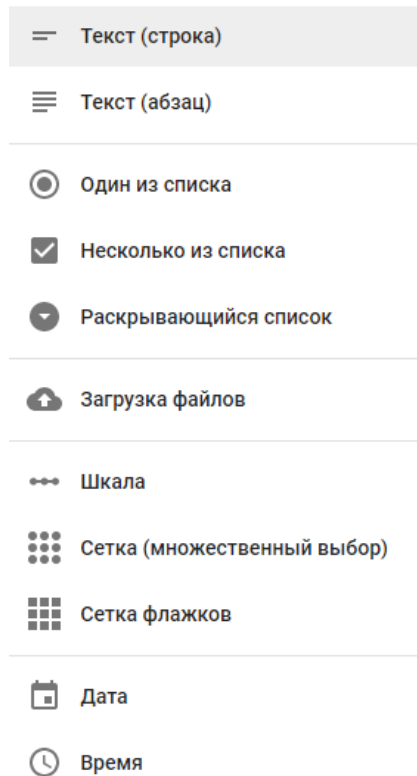 Текст (строка)
Текст (абзац)
Один из списка
Несколько из списка
Раскрывающийся список
Загрузка файлов
Шкала
Сетка (множественный выбор)
Сетка флажков
Дата
Время